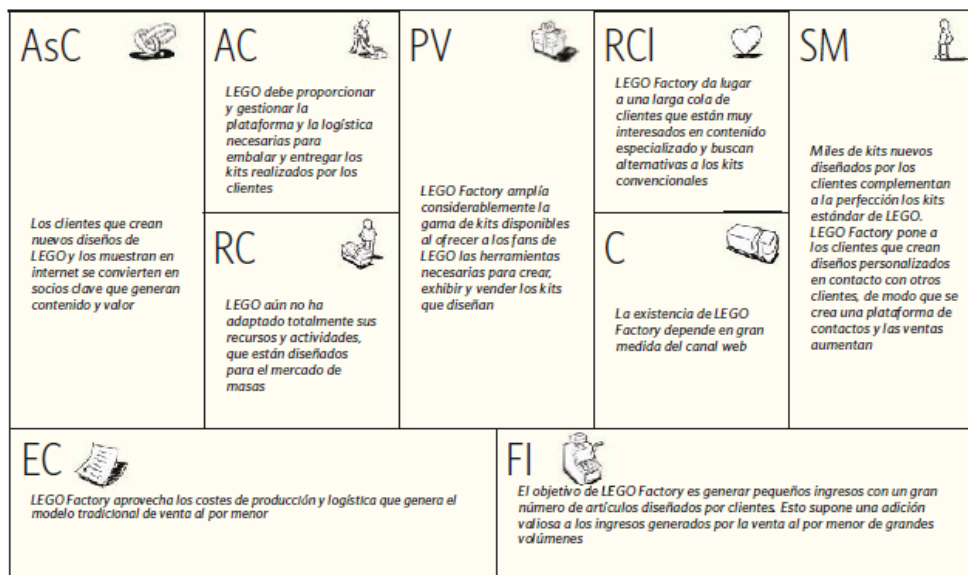 AsC
Los clientes que crean
nuevos diseños de
LEGO y los muestran en
internet se convierten en
socios clave que generan
contenido y valor
AC
LEGO debe proporcionar
y gestionar la
plataforma y la logística
necesarias para
embalar y entregar los
kits realizados por los
clientes
RC
LEGO aún no ha
adaptado totalmente sus
recursos y actividades,
que están diseñados
para el mercado de
masas
PV
LEGO Factory amplía
considerablemente la
gama de kits disponibles
al ofrecer a los fans de
LEGO las herramientas
necesarias para crear,
exhibir y vender los kits
que diseñan
RCl
LEGO Factory da lugar
a una larga cola de
clientes que están muy
interesados en contenido
especializado y buscan
alternativas a los kits
convencionales
C
La existencia de LEGO
Factory depende en gran
medida del canal web
SM
Miles de kits nuevos
diseñados por los
clientes complementan
a la perfección los kits
estándar de LEGO.
LEGO Factory pone a
los clientes que crean
diseños personalizados
en contacto con otros
clientes, de modo que se
crea una plataforma de
contactos y las ventas
aumentan
EC
LEGO Factory aprovecha los costes de producción y logística que genera el
modelo tradicional de venta al por menor
FI
El objetivo de LEGO Factory es generar pequeños ingresos con un gran
número de artículos diseñados por clientes. Esto supone una adición
valiosa a los ingresos generados por la venta al por menor de grandes
volúmenes